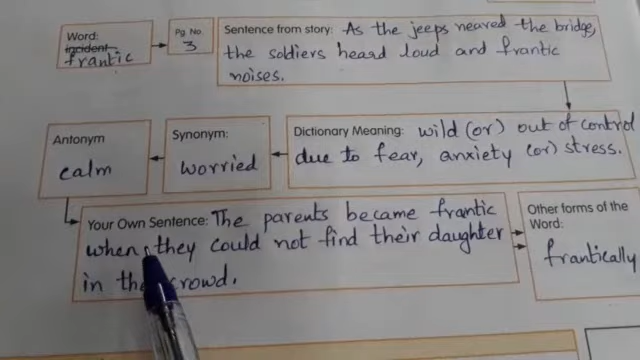 Word:
incident
frantic
Pg No.
3
Sentence from story: As the jeeps neared the bridge,
the soldiers heard loud and frantic
noises.
Antonym
calm
Synonym:
worried
Dictionary Meaning: wild (or) out of control
due to fear, anxiety (or) stress.
Your Own Sentence: The parents became frantic
when they could not find their daughter
in the crowd.
Other forms of the
Word:
frantically